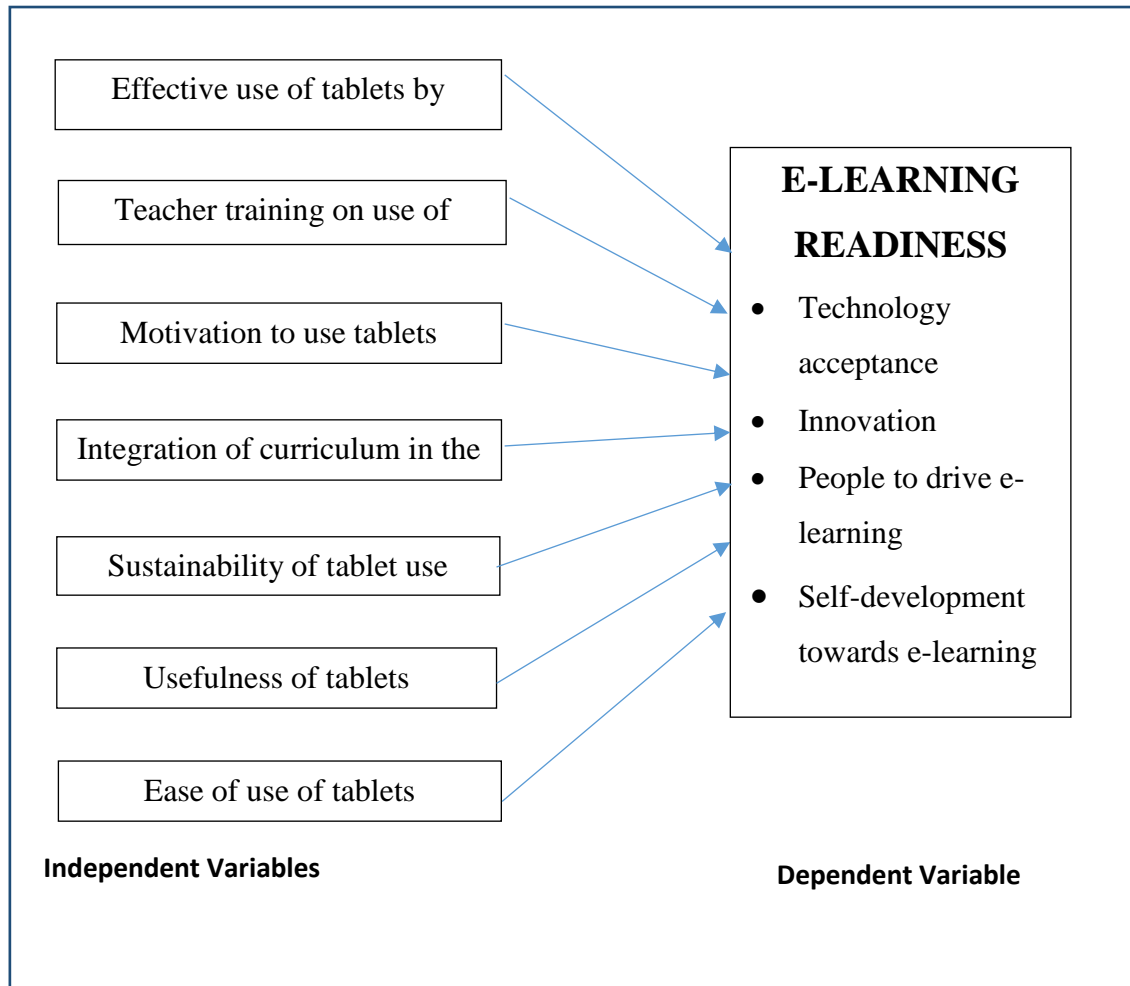 Effective use of tablets by
Teacher training on use of
Motivation to use tablets
Integration of curriculum in the
Sustainability of tablet use
Usefulness of tablets
Ease of use of tablets
Independent Variables
E-LEARNING
READINESS
• Technology
acceptance
• Innovation
• People to drive e-
learning
• Self-development
towards e-learning
Dependent Variable